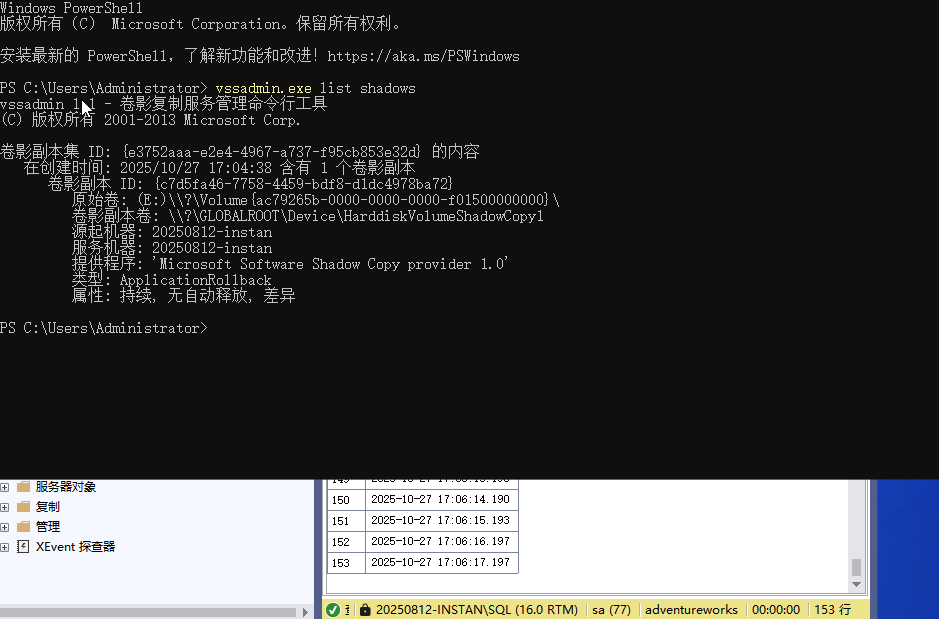 Windows PowerShell
版权所有 (C)  Microsoft Corporation。保留所有权利。
安装最新的 PowerShell，了解新功能和改进！https://aka.ms/PSWindows
PS C:\Users\Administrator> vssadmin.exe list shadows
vssadmin 1.1 - 卷影复制服务管理命令行工具
(C) 版权所有 2001-2013 Microsoft Corp.
卷影副本集 ID: {e3752aaa-e2e4-4967-a737-f95cb853e32d} 的内容
在创建时间: 2025/10/27 17:04:38 含有 1 个卷影副本
卷影副本 ID: {c7d5fa46-7758-4459-bdf8-d1dc4978ba72}
原始卷: (E:)\\?\Volume{ac79265b-0000-0000-0000-f01500000000}\
卷影副本卷: \\?\GLOBALROOT\Device\HarddiskVolumeShadowCopy1
源起机器: 20250812-instan
服务机器: 20250812-instan
提供程序: 'Microsoft Software Shadow Copy provider 1.0'
类型: ApplicationRollback
属性: 持续, 无自动释放, 差异
PS C:\Users\Administrator>
服务器对象
复制
管理
XEvent 探查器
150 2025-10-27 17:06:14.190
151 2025-10-27 17:06:15.193
152 2025-10-27 17:06:16.197
153 2025-10-27 17:06:17.197
20250812-INSTAN\SQL (16.0 RTM) sa (77) adventureworks 00:00:00 153 行